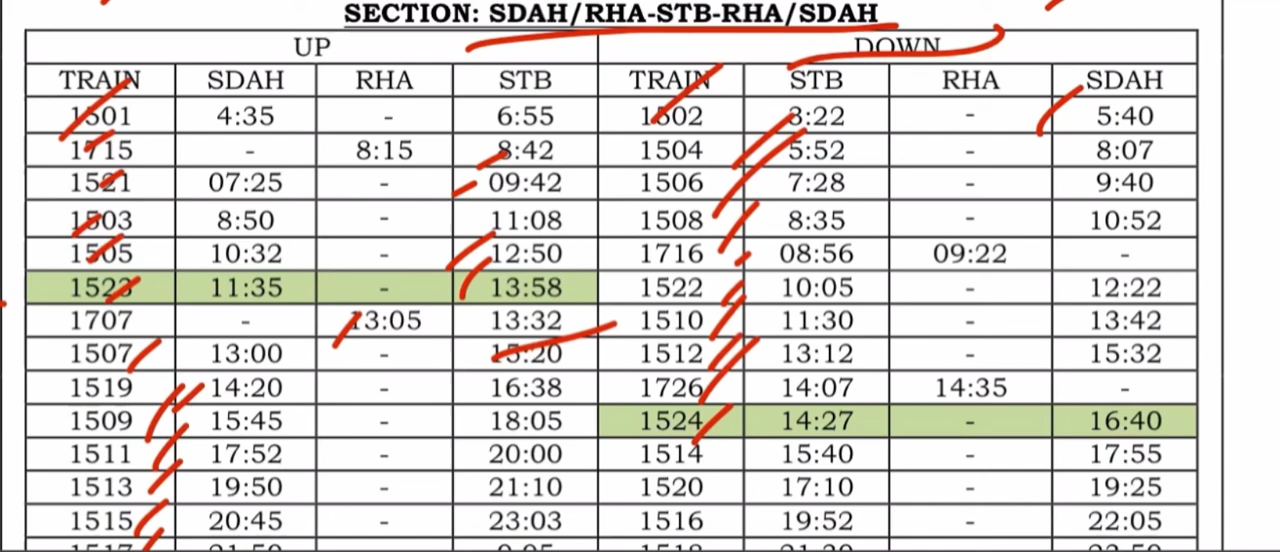 SECTION: SDAH/RHA-STB-RHA/SDAH
UP DOWN
TRAIN SDAH RHA STB TRAIN STB RHA SDAH
1501 4:35 - 6:55 1502 3:22 - 5:40
1715 - 8:15 8:42 1504 5:52 - 8:07
1521 07:25 - 09:42 1506 7:28 - 9:40
1503 8:50 - 11:08 1508 8:35 - 10:52
1505 10:32 - 12:50 1716 08:56 09:22 -
1523 11:35 - 13:58 1522 10:05 - 12:22
1707 - 13:05 13:32 1510 11:30 - 13:42
1507 13:00 - 15:20 1512 13:12 - 15:32
1519 14:20 - 16:38 1726 14:07 14:35 -
1509 15:45 - 18:05 1524 14:27 - 16:40
1511 17:52 - 20:00 1514 15:40 - 17:55
1513 19:50 - 21:10 1520 17:10 - 19:25
1515 20:45 - 23:03 1516 19:52 - 22:05